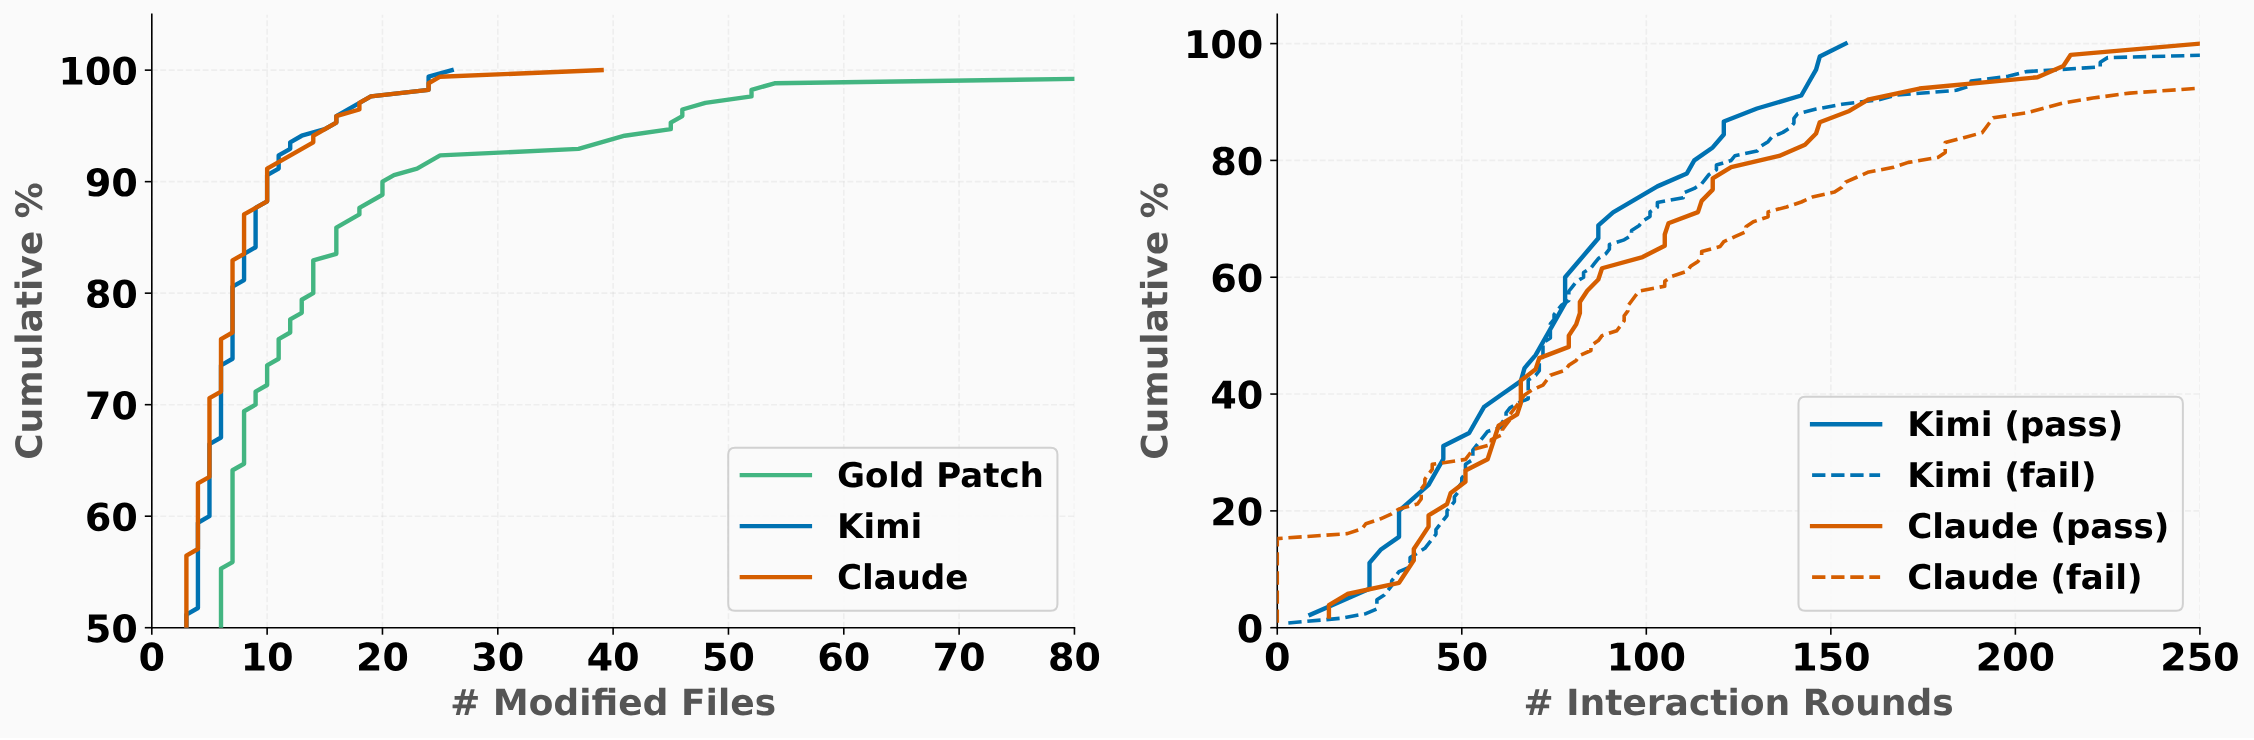 Cumulative %
100
90
80
70
60
50
0 10 20 30 40 50 60 70 80
# Modified Files
Gold Patch
Kimi
Claude
Cumulative %
100
80
60
40
20
0
0 50 100 150 200 250
# Interaction Rounds
Kimi (pass)
Kimi (fail)
Claude (pass)
Claude (fail)